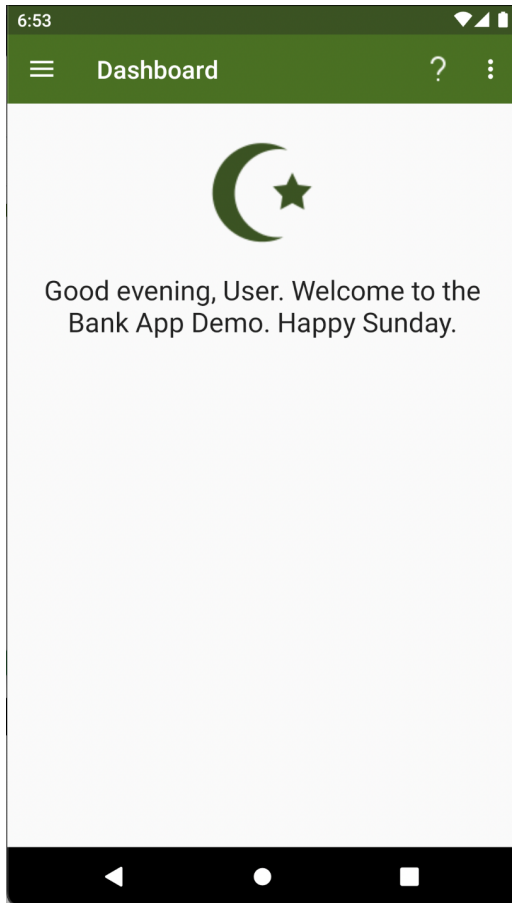 6:53
Dashboard ?
Good evening, User. Welcome to the
Bank App Demo. Happy Sunday.